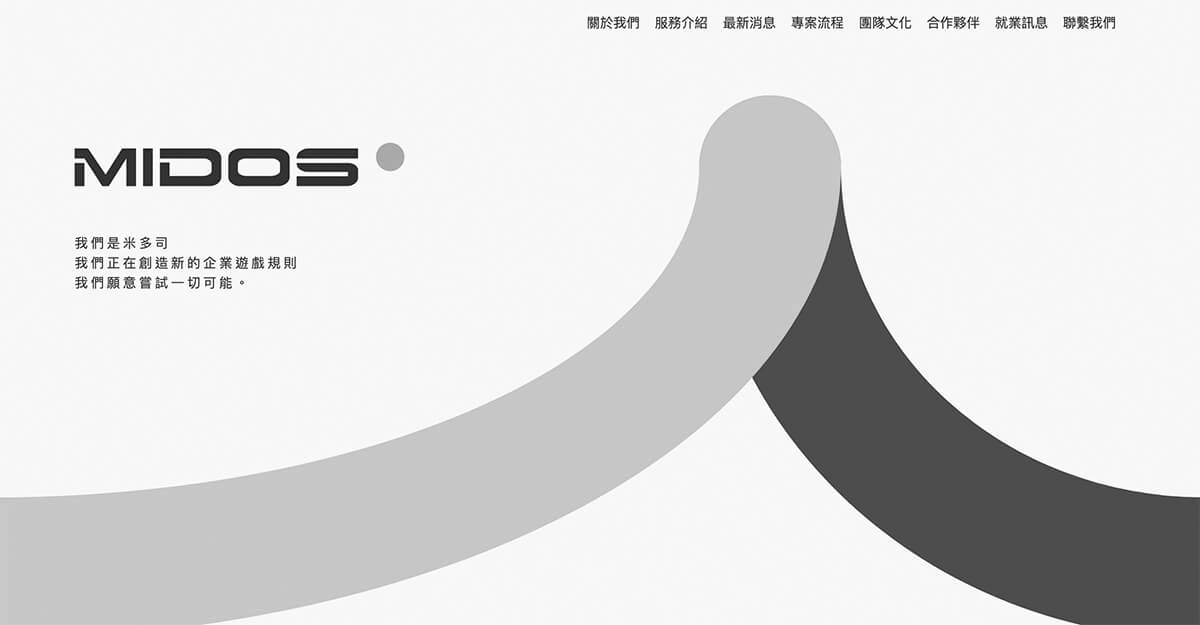 關於我們 服務介紹 最新消息 專案流程 團隊文化 合作夥伴 就業訊息 聯繫我們
MIDOS
我們是米多司
我們正在創造新的企業遊戲規則
我們願意嘗試一切可能。